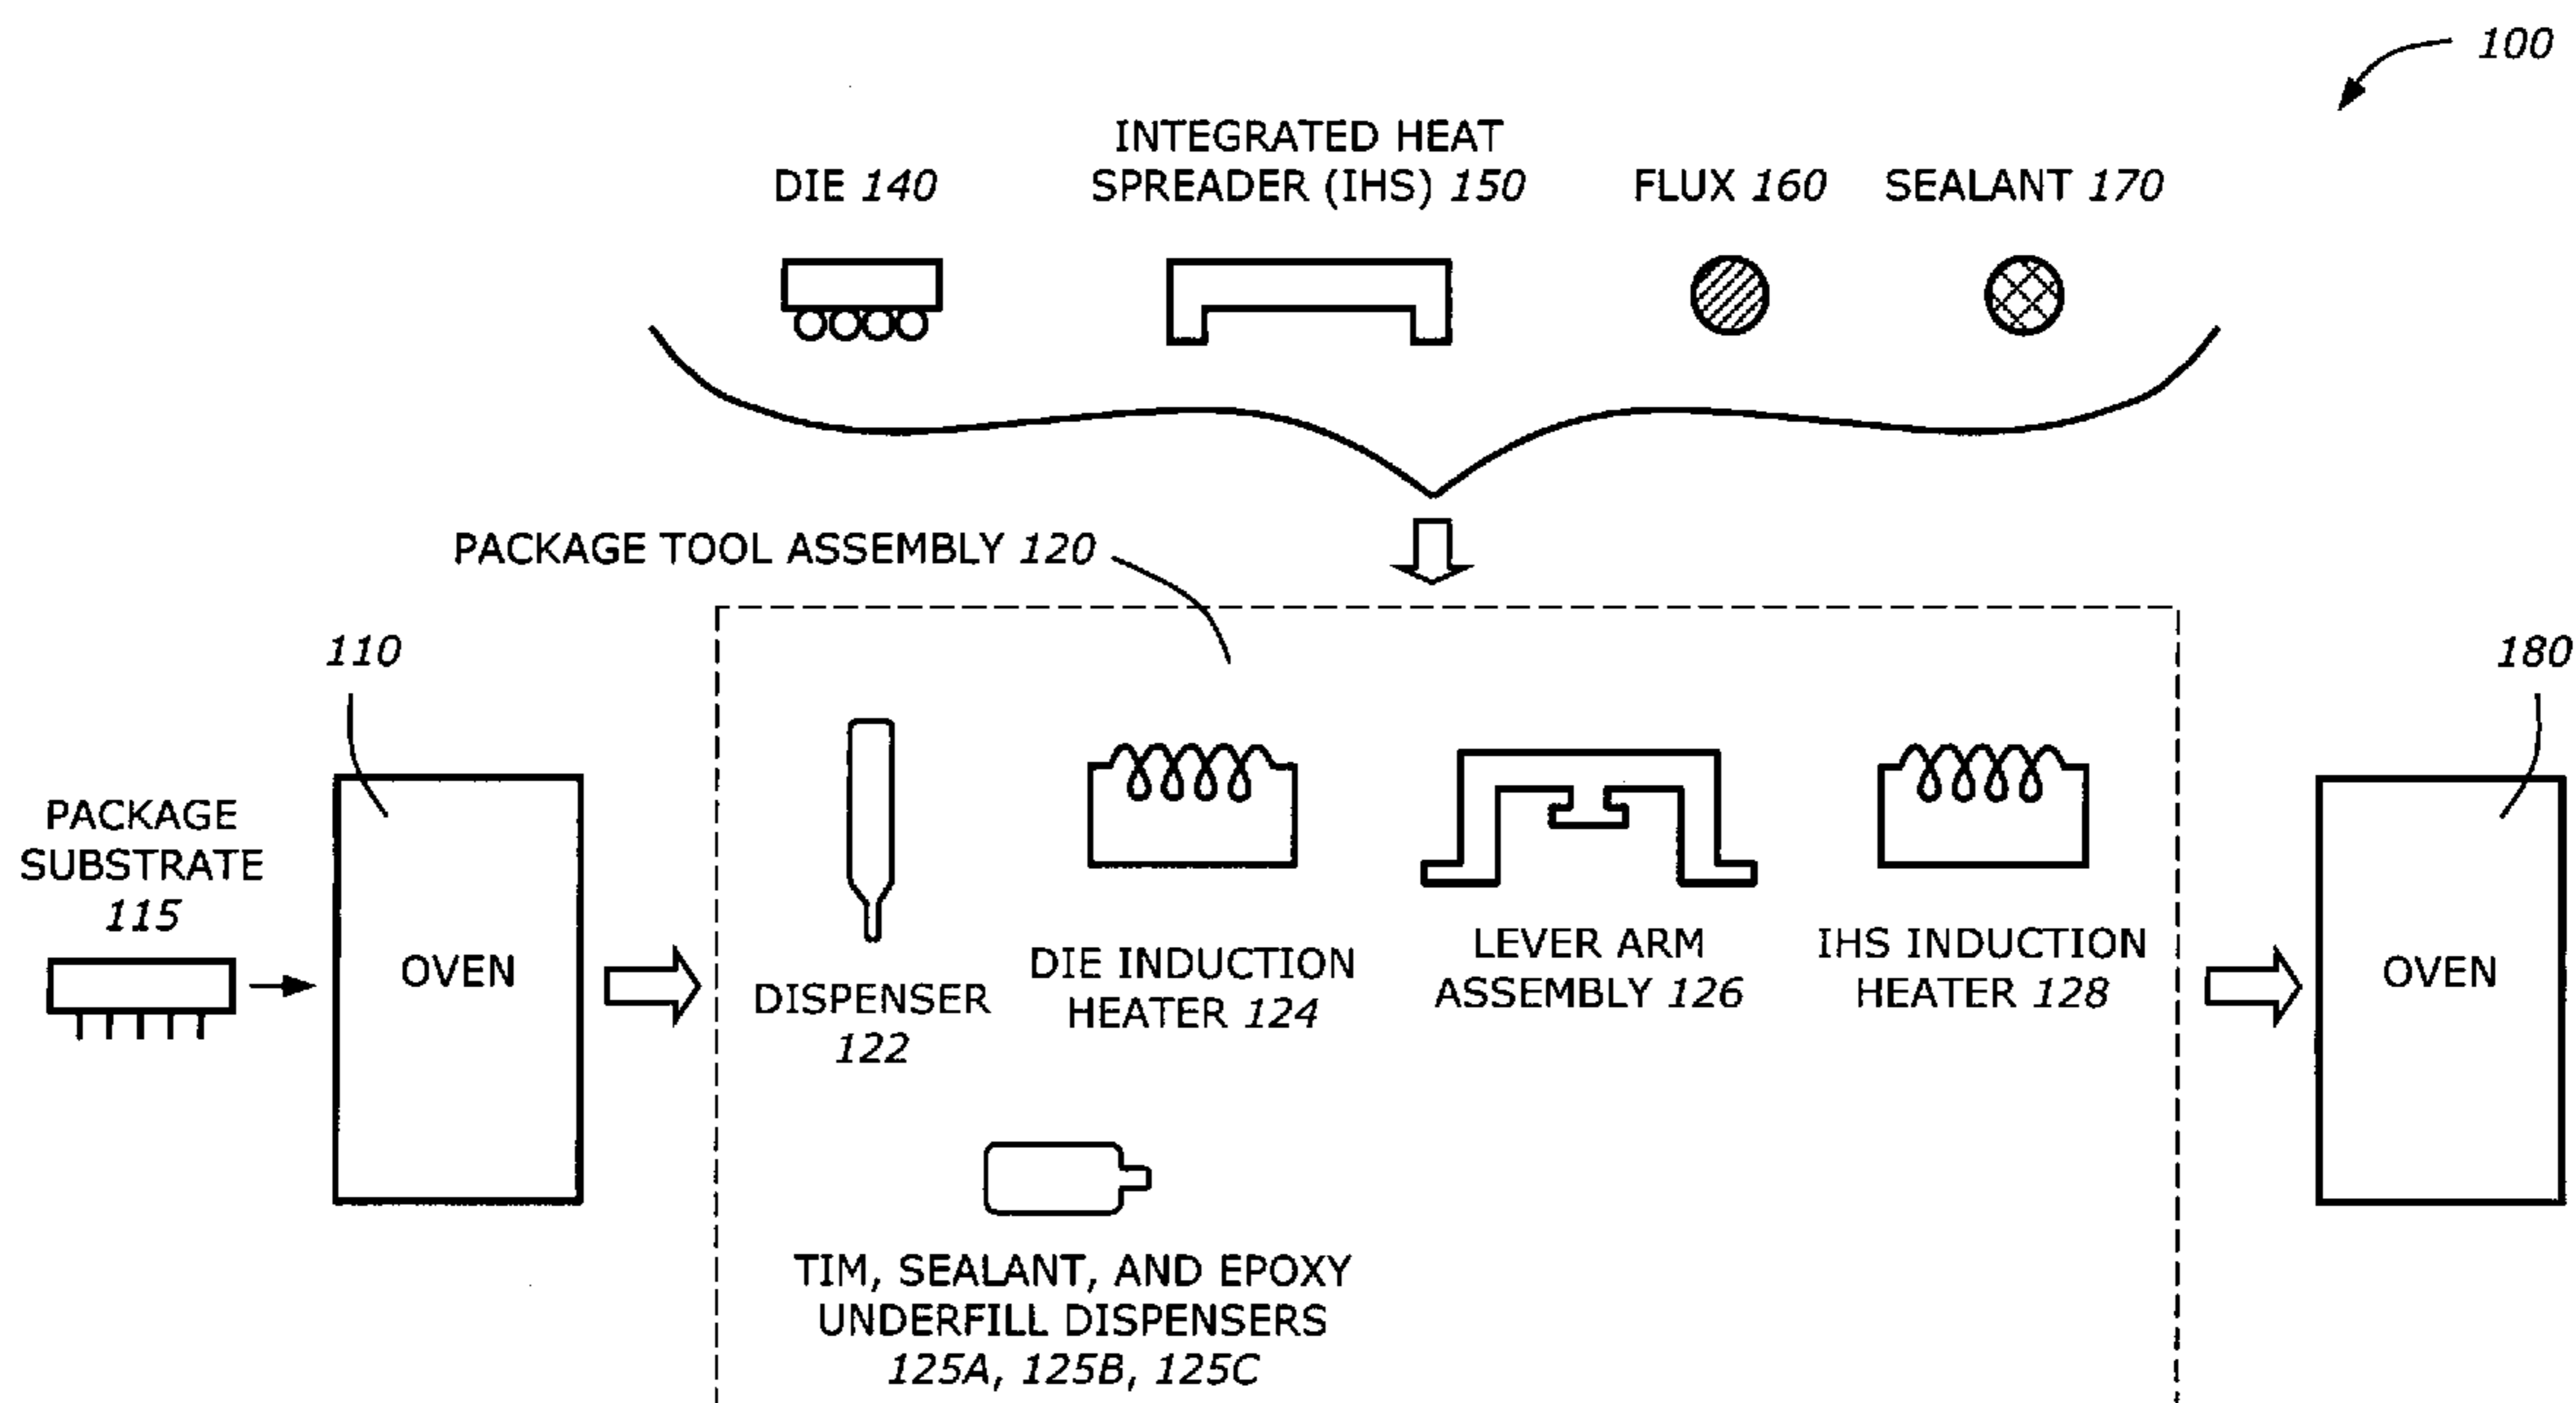 100
INTEGRATED HEAT
DIE 140
SPREADER (IHS) 150
FLUX 160
SEALANT 170
PACKAGE TOOL ASSEMBLY 120
110
180
PACKAGE
SUBSTRATE
115
OVEN
DISPENSER
122
DIE INDUCTION
HEATER 124
LEVER ARM
ASSEMBLY 126
IHS INDUCTION
HEATER 128
OVEN
TIM, SEALANT, AND EPOXY
UNDERFILL DISPENSERS
125A, 125B, 125C